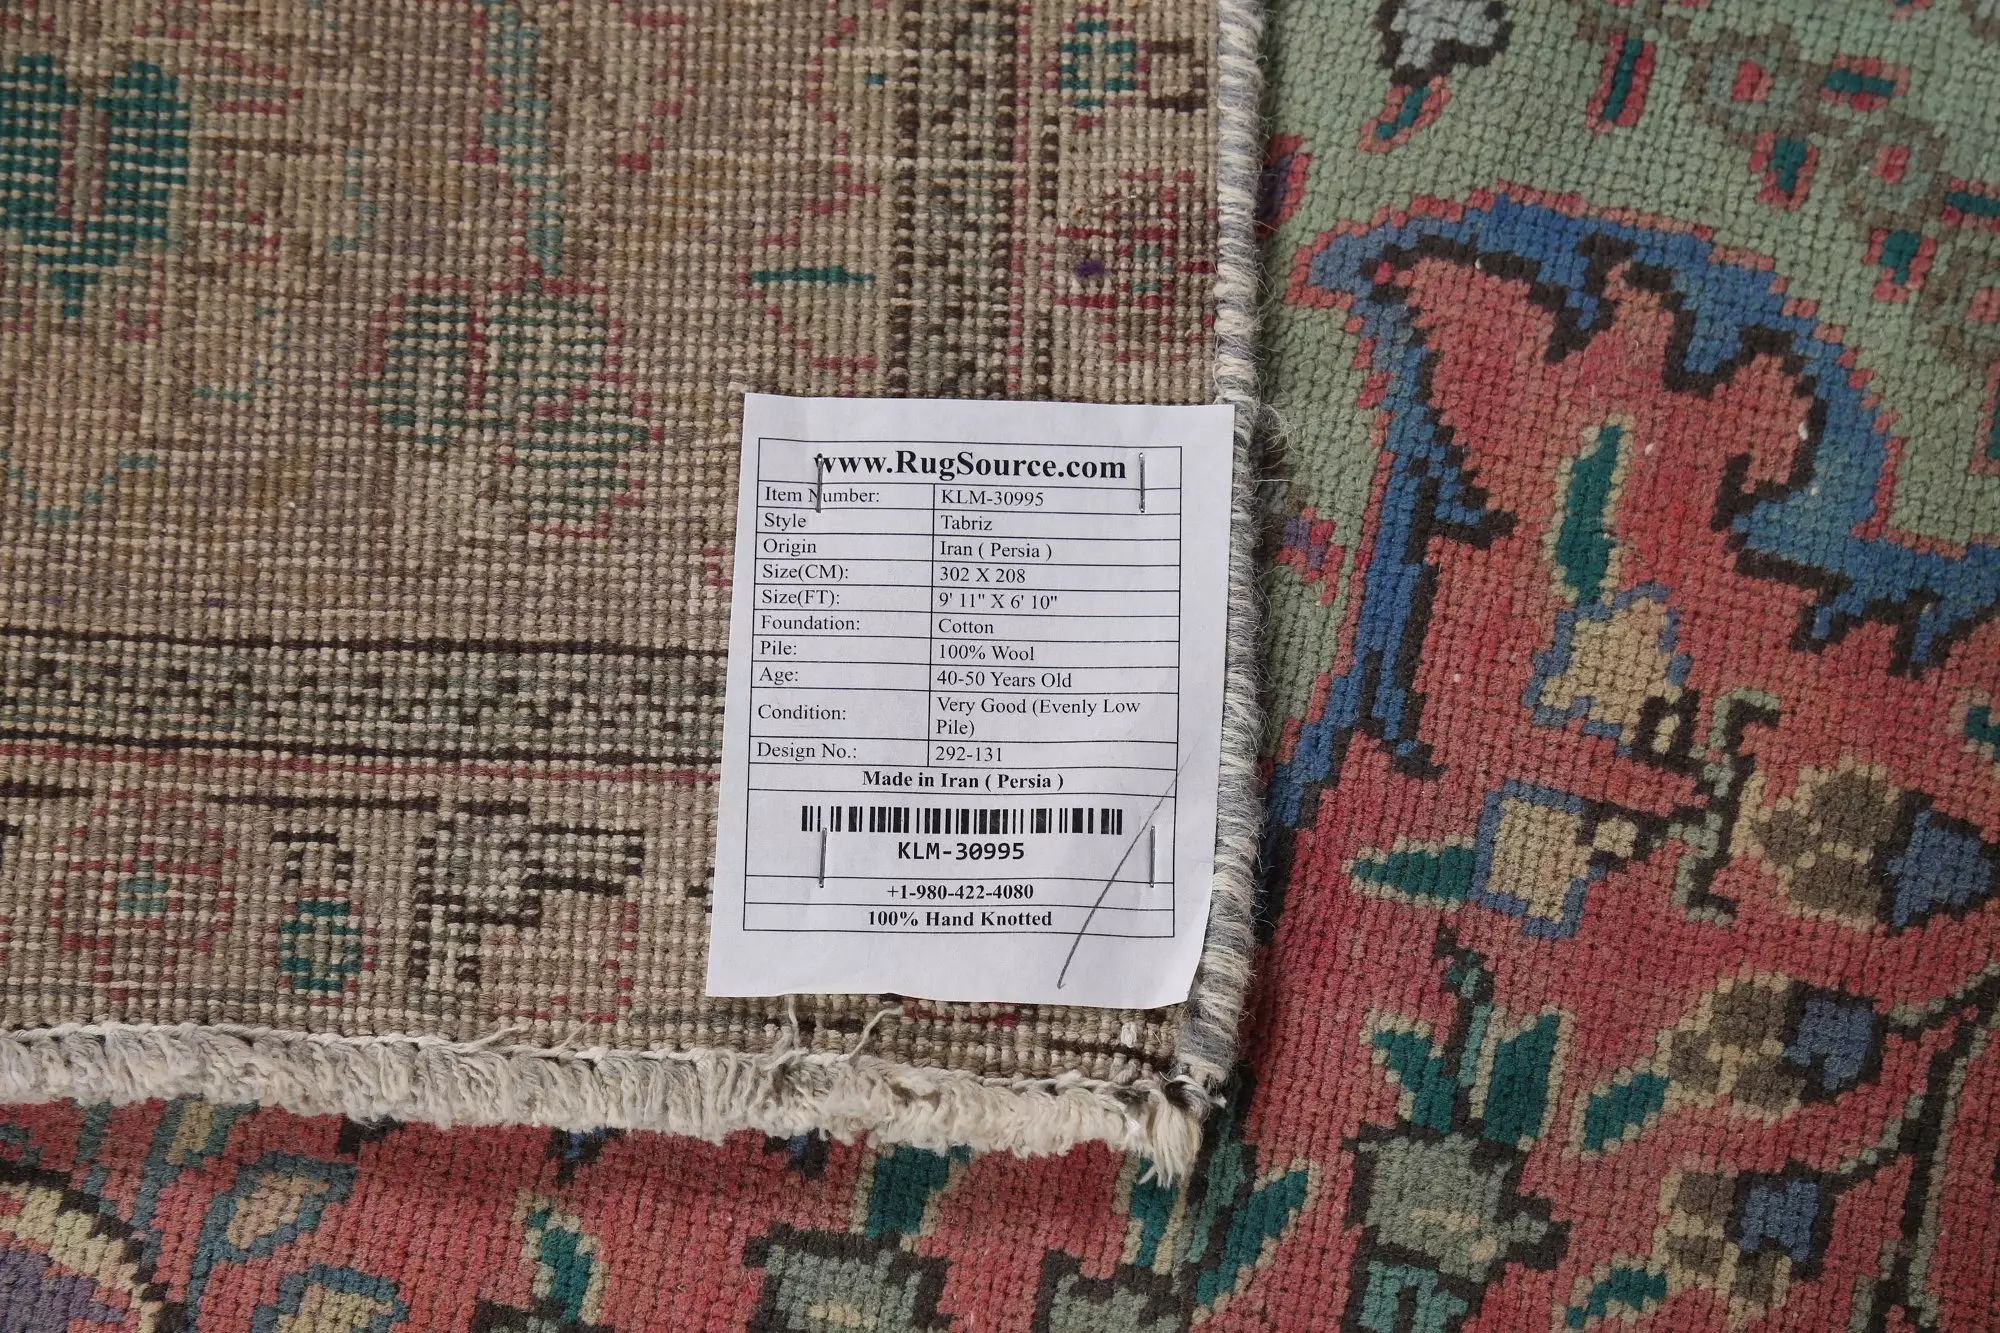 www.RugSource.com
Item Number: KLM-30995
Style Tabriz
Origin Iran ( Persia )
Size(CM): 302 X 208
Size(FT): 9' 11" X 6' 10"
Foundation: Cotton
Pile: 100% Wool
Age: 40-50 Years Old
Condition: Very Good (Evenly Low
Pile)
Design No.: 292-131
Made in Iran ( Persia )
KLM-30995
+1-980-422-4080
100% Hand Knotted